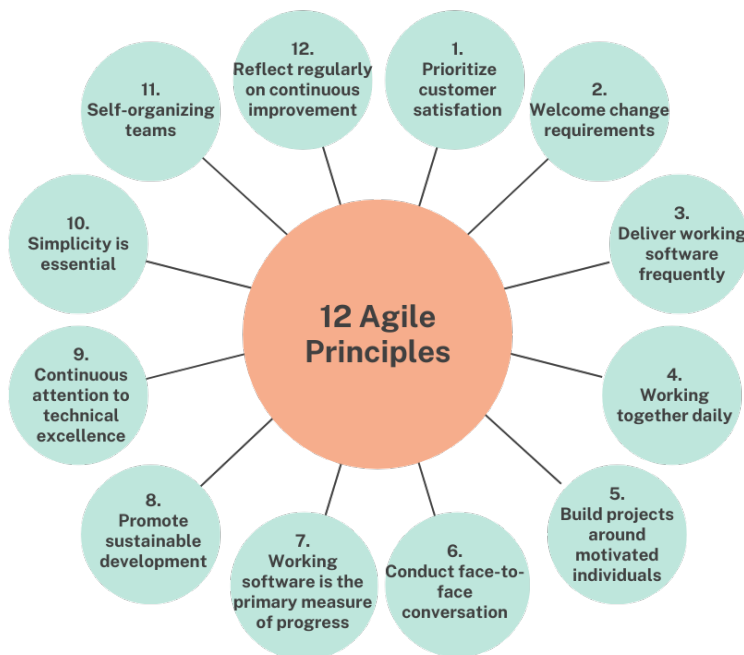 12 Agile
Principles
1.
Prioritize
customer
satisfation
2.
Welcome change
requirements
3.
Deliver working
software
frequently
4.
Working
together daily
5.
Build projects
around
motivated
individuals
6.
Conduct face-to-
face
conversation
7.
Working
software is the
primary measure
of progress
8.
Promote
sustainable
development
9.
Continuous
attention to
technical
excellence
10.
Simplicity is
essential
11.
Self-organizing
teams
12.
Reflect regularly
on continuous
improvement